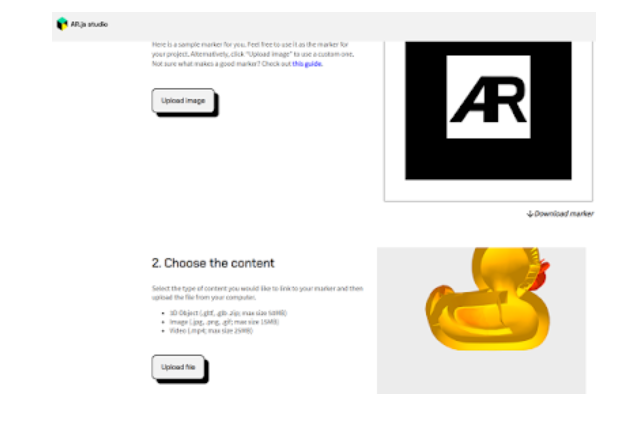 AR.js studio
Here is a sample marker for you. Feel free to use it as the marker for
your project. Alternatively, click "Upload image" to use a custom one.
Not sure what makes a good marker? Check out this guide.
Upload image
AR
↓ Download marker
2. Choose the content
Select the type of content you would like to link to your marker and then
upload the file from your computer.
• 3D Object (.gltf, .glb .zip; max size 50MB)
• Image (.jpg, .png, .gif; max size 15MB)
• Video (.mp4; max size 25MB)
Upload file